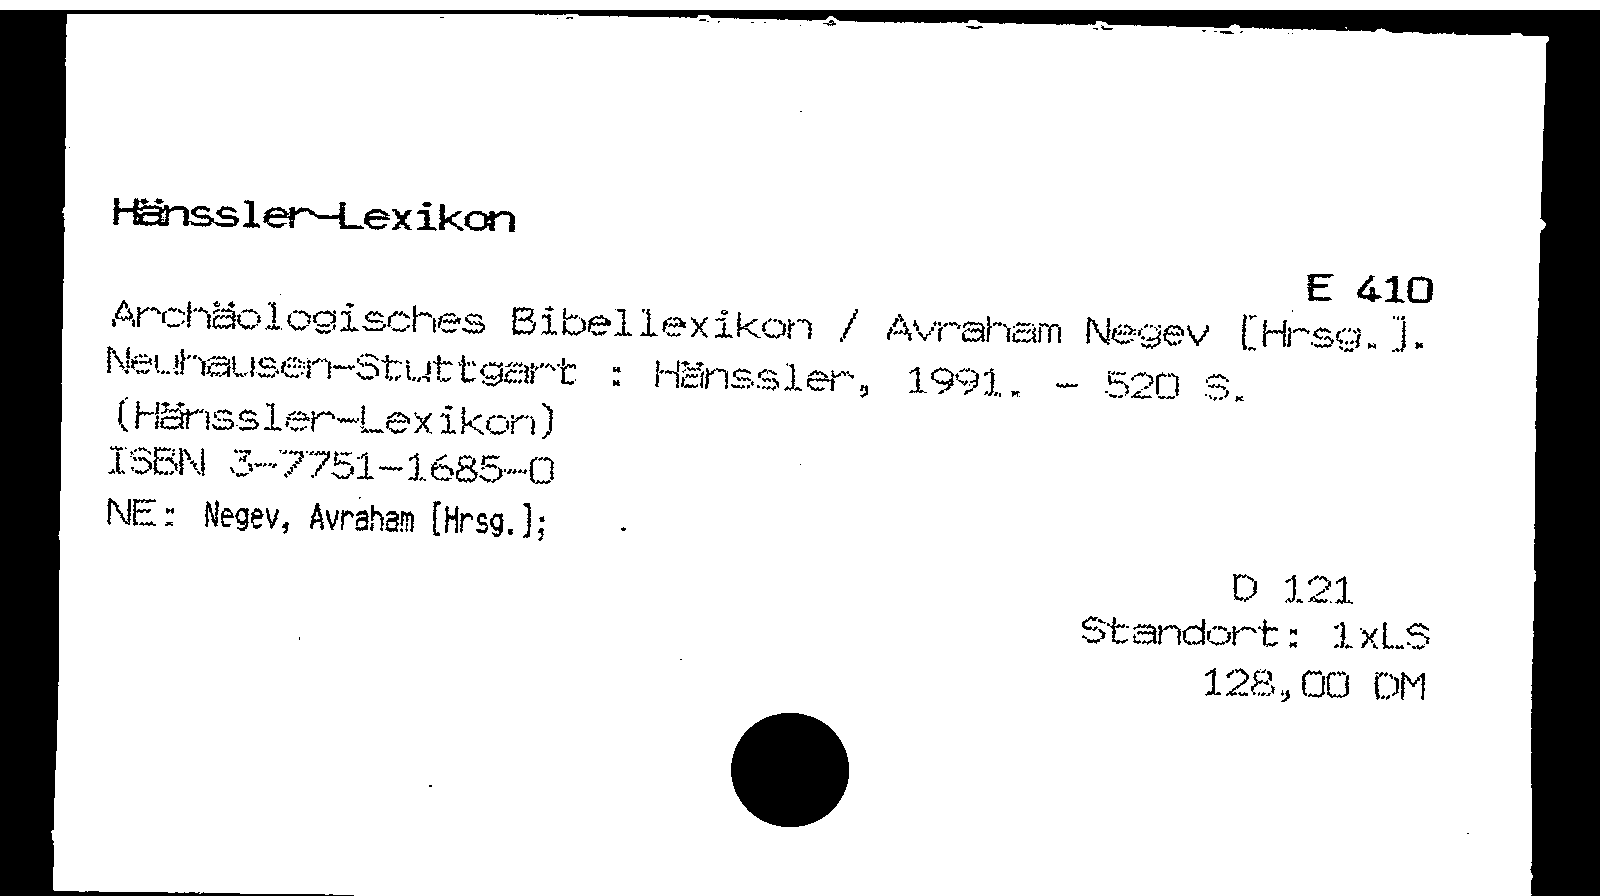 Hänssler-Lexikon
E 410
Archäologisches Bibellexikon / Avraham Negev [Hrsg.].
Neuhausen-Stuttgart : Hänssler, 1991. - 520 S.
(Hänssler-Lexikon)
ISBN 3-7751-1685-0
NE: Negev, Avraham [Hrsg.];
D 121
Standort: 1xLS
128,00 DM